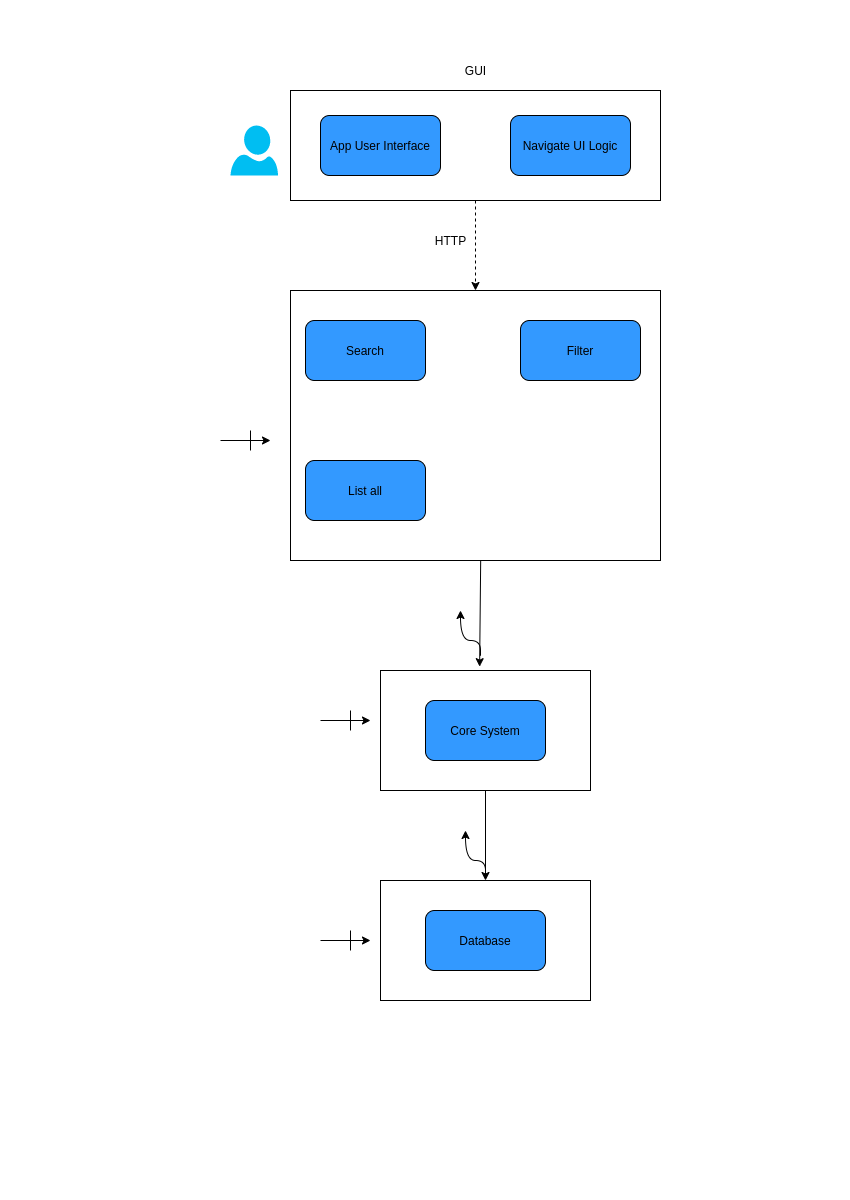 GUI
App User Interface
Navigate UI Logic
HTTP
Search
Filter
List all
Core System
Database